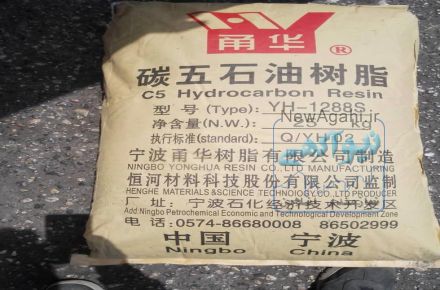 甬华
®
碳五石油树脂
C5 Hydrocarbon Resin
型 号 (Type): YH-1288S
NewAgahi.ir
净含量(N.W.): 25 kg
执行标准(standard): Q/YH 02
宁波甬华树脂有限公司制造
NINGBO YONGHUA RESIN CO.,LTD MANUFACTURING
恒河材料科技股份有限公司监制
HENGHE MATERIALS & SCIENCE TECHNOLOGY CO.,LTD PRODUCER
厂 址: 宁波石化经济技术开发区
Add:Ningbo Petrochemical Economic and Technological Development Zone
电话: 0574-86680008 86502999
中国 宁波
Ningbo China